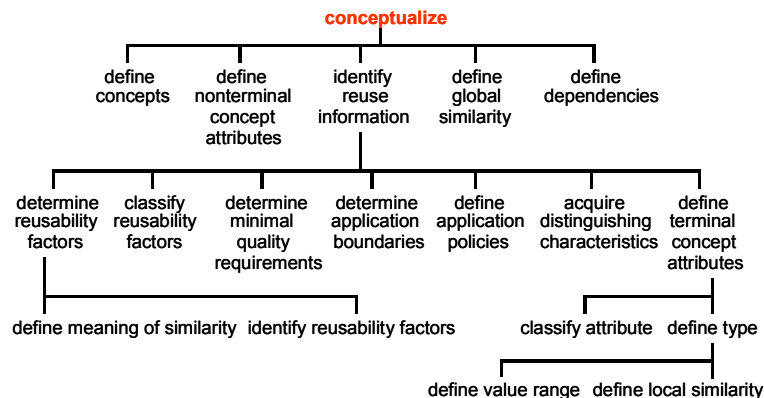 conceptualize
define
concepts
define
nonterminal
concept
attributes
identify
reuse
information
define
global
similarity
define
dependencies
determine
reusability
factors
classify
reusability
factors
determine
minimal
quality
requirements
determine
application
boundaries
define
application
policies
acquire
distinguishing
characteristics
define
terminal
concept
attributes
define meaning of similarity
identify reusability factors
classify attribute
define type
define value range
define local similarity